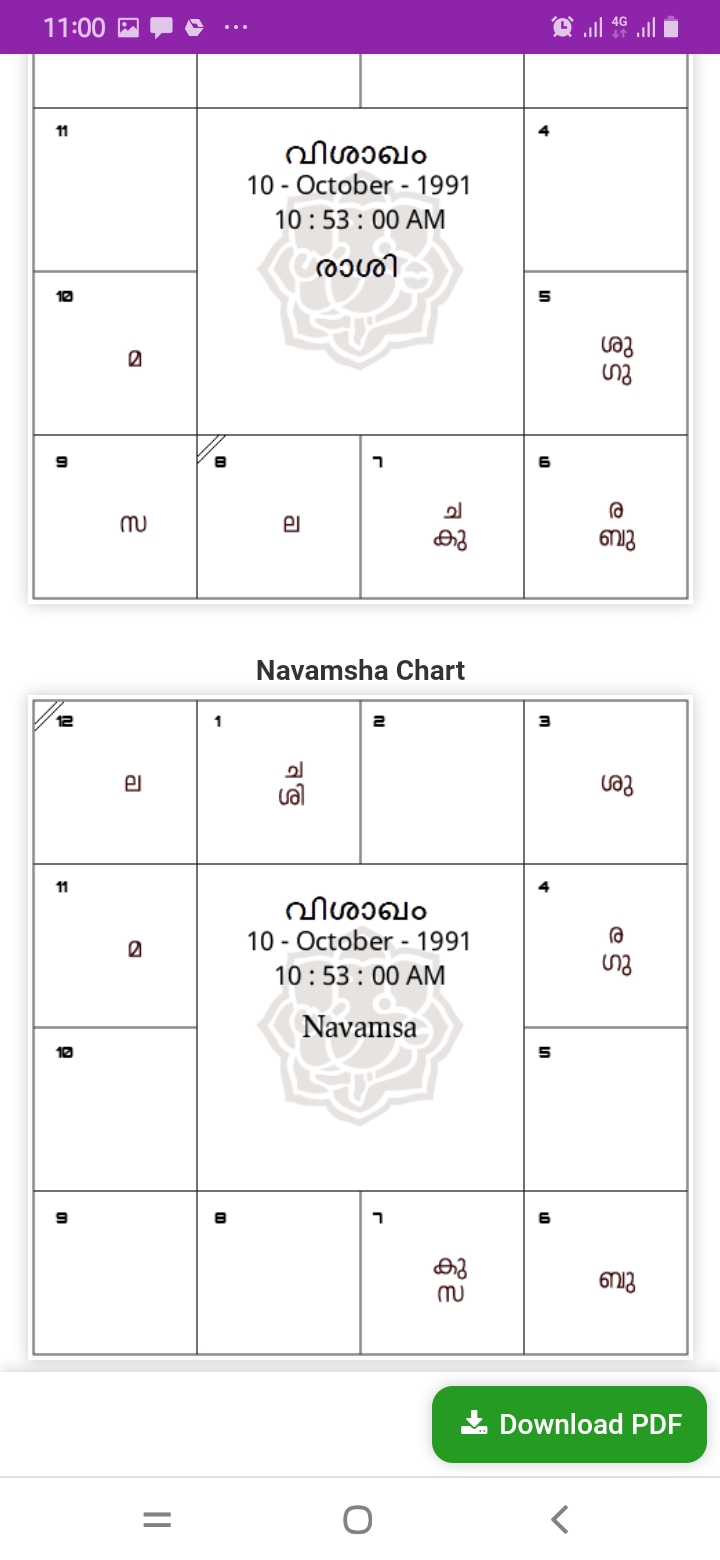 11:00
4G
11
വിശാഖം
10 - October - 1991
10 : 53 : 00 AM
രാശി
4
10
മ
5
ശു
ഗു
9
സ
8
ല
7
ച
കു
6
ര
ബു
Navamsha Chart
12
ല
1
ച
ശി
2
3
ശു
11
മ
വിശാഖം
10 - October - 1991
10 : 53 : 00 AM
Navamsa
4
ര
ഗു
10
5
9
8
7
കു
സ
6
ബു
Download PDF